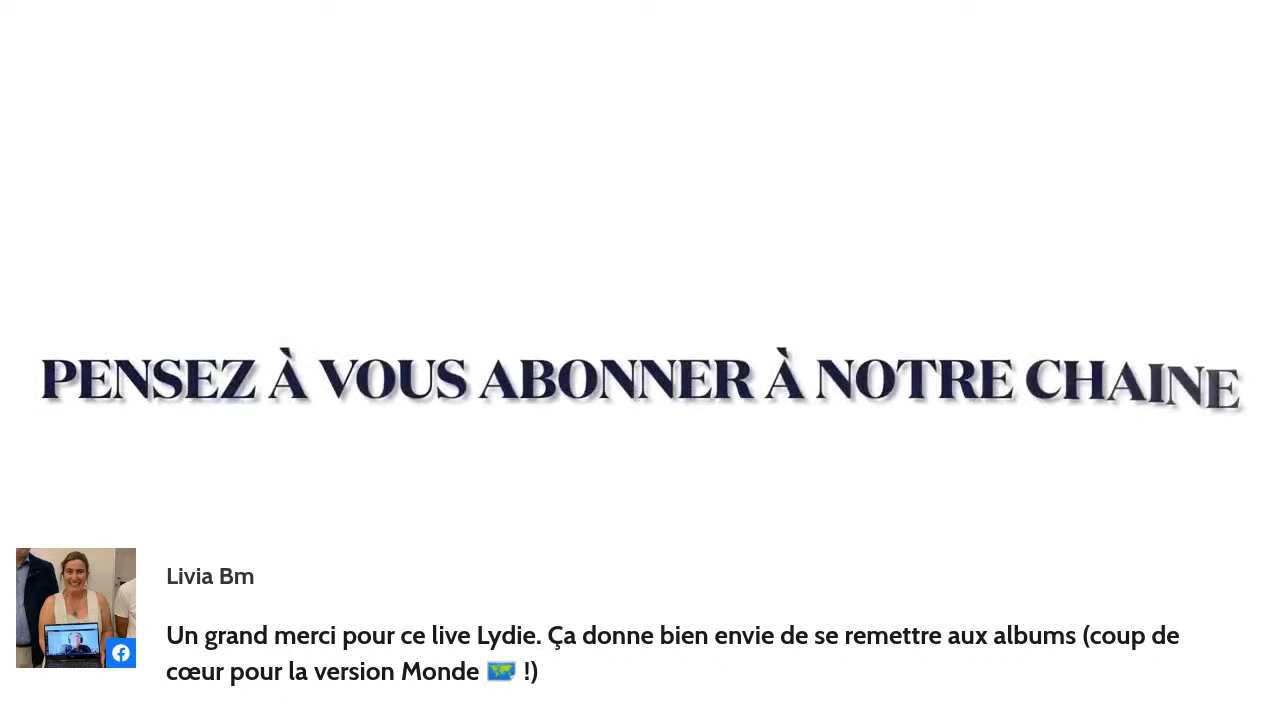 PENSEZ À VOUS ABONNER À NOTRE CHAINE
Livia Bm
Un grand merci pour ce live Lydie. Ça donne bien envie de se remettre aux albums (coup de
cœur pour la version Monde 🗺️ !)